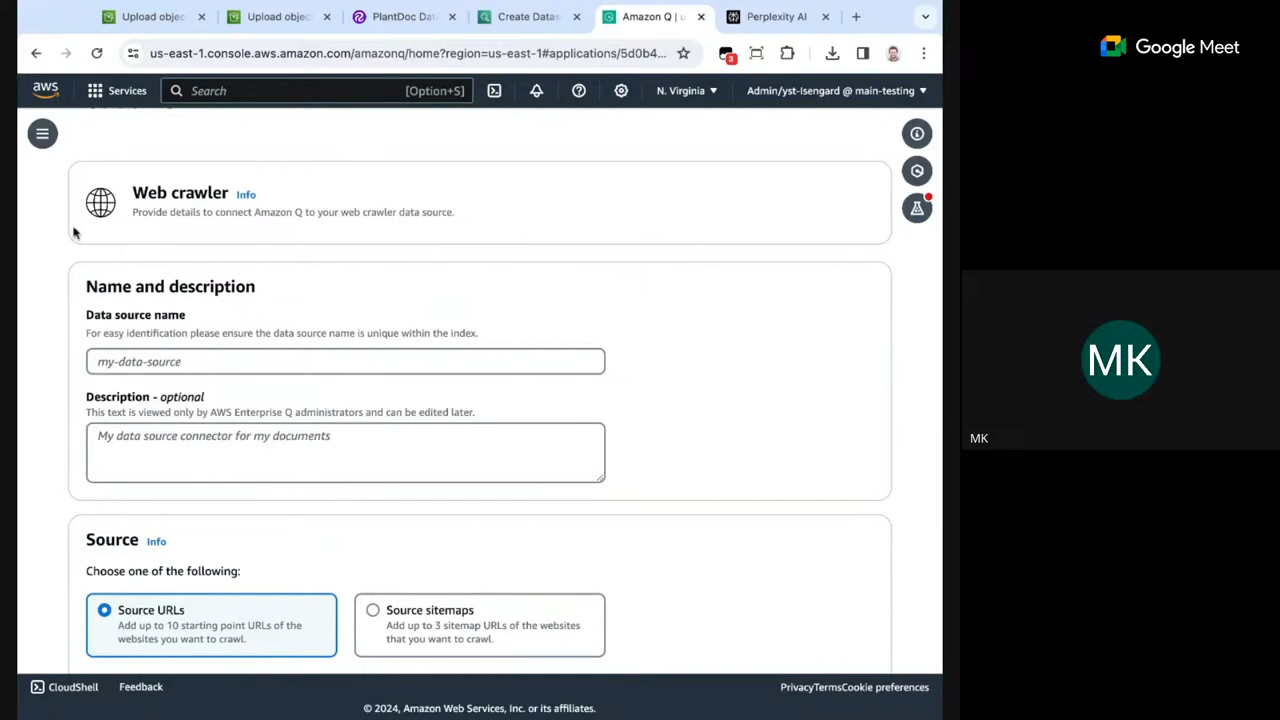 Upload objec
Upload objec
PlantDoc Dat
Create Datas
Amazon Q | u
Perplexity AI
us-east-1.console.aws.amazon.com/amazonq/home?region=us-east-1#applications/5d0b4...
3
aws
Services
Search
[Option+S]
N. Virginia
Admin/yst-Isengard @ main-testing
Web crawler Info
Provide details to connect Amazon Q to your web crawler data source.
Name and description
Data source name
For easy identification please ensure the data source name is unique within the index.
my-data-source
Description - optional
This text is viewed only by AWS Enterprise Q administrators and can be edited later.
My data source connector for my documents
Source Info
Choose one of the following:
Source URLs
Add up to 10 starting point URLs of the
websites you want to crawl.
Source sitemaps
Add up to 3 sitemap URLs of the websites
that you want to crawl.
CloudShell
Feedback
PrivacyTermsCookie preferences
© 2024, Amazon Web Services, Inc. or its affiliates.
Google Meet
MK
MK